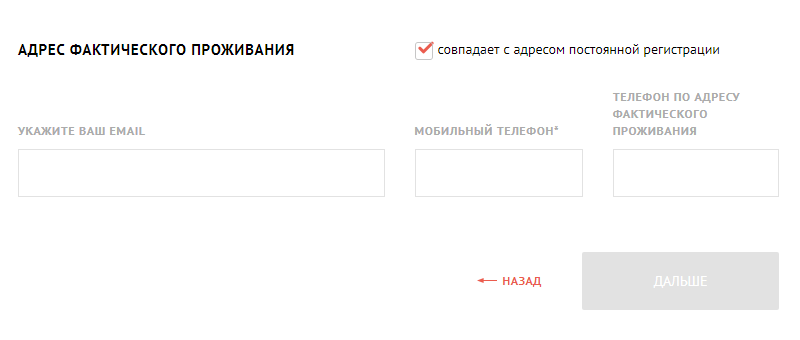 АДРЕС ФАКТИЧЕСКОГО ПРОЖИВАНИЯ
совпадает с адресом постоянной регистрации
УКАЖИТЕ ВАШ EMAIL
МОБИЛЬНЫЙ ТЕЛЕФОН*
ТЕЛЕФОН ПО АДРЕСУ
ФАКТИЧЕСКОГО
ПРОЖИВАНИЯ
НАЗАД
ДАЛЬШЕ